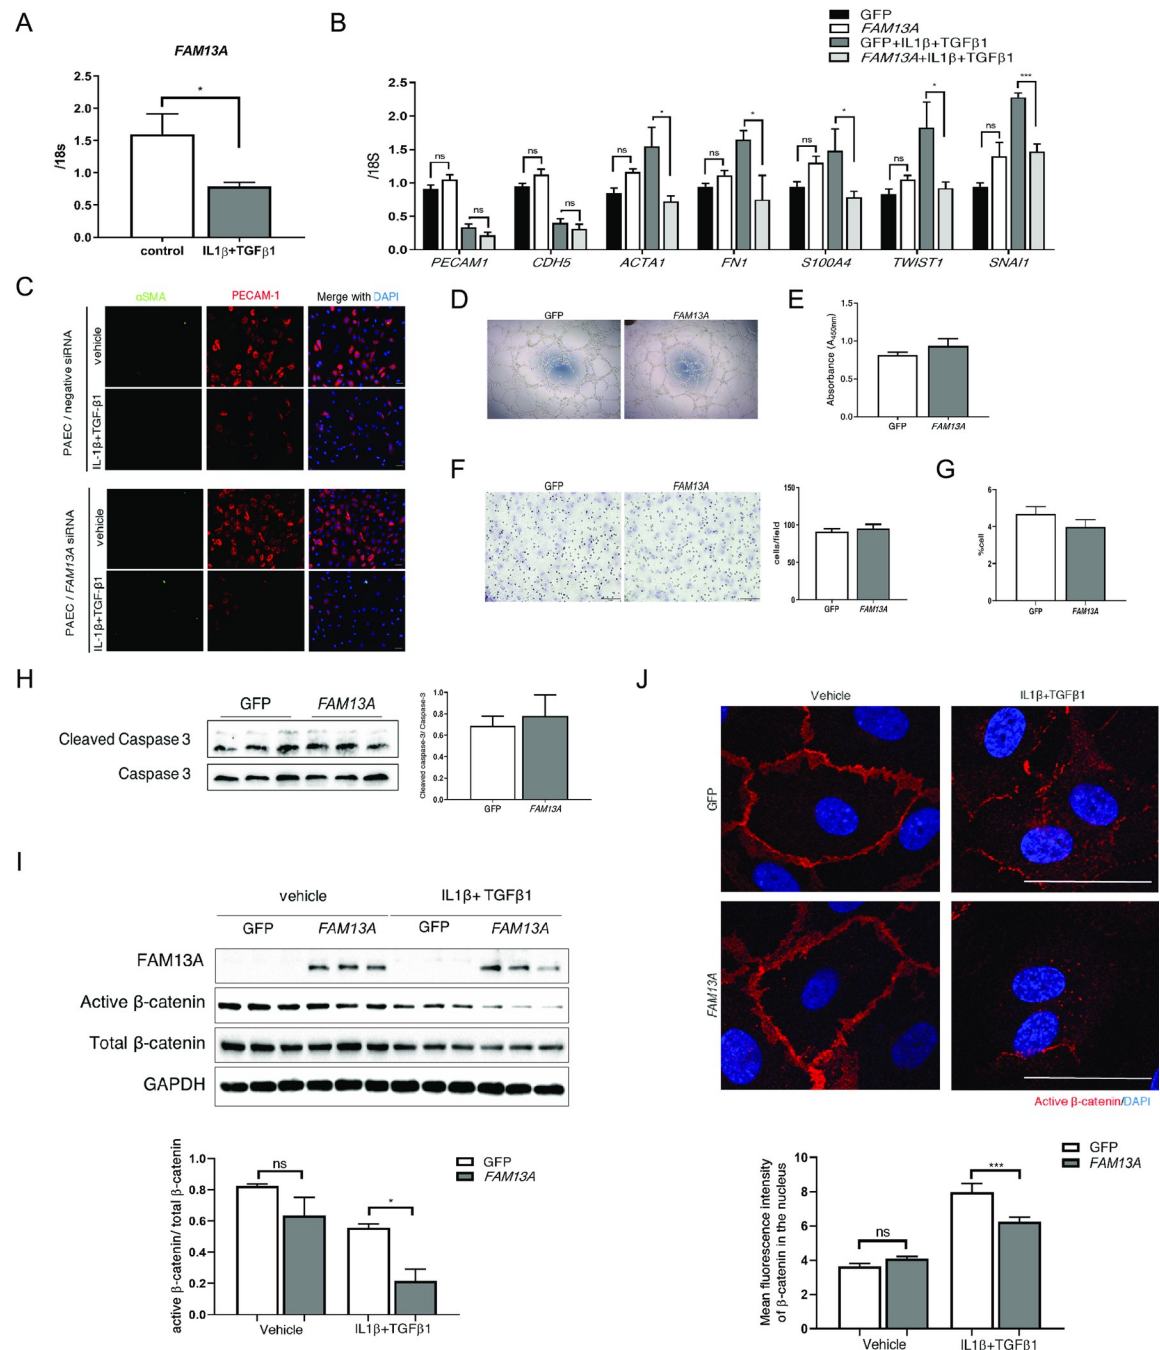 A
FAM13A
/18s
2.5
2.0
1.5
1.0
0.5
0.0
*
control
IL1β+TGFβ1
B
GFP
FAM13A
GFP+IL1β+TGFβ1
FAM13A+IL1β+TGFβ1
/18S
2.5
2.0
1.5
1.0
0.5
0.0
ns
ns
ns
ns
ns
*
ns
*
ns
*
ns
*
ns
***
PECAM1
CDH5
ACTA1
FN1
S100A4
TWIST1
SNAI1
C
αSMA
PECAM-1
Merge with DAPI
PAEC / negative siRNA
vehicle
IL-1β+TGF-β1
PAEC / FAM13A siRNA
vehicle
IL-1β+TGF-β1
D
GFP
FAM13A
E
Absorbance (A450nm)
1.5
1.0
0.5
0.0
GFP
FAM13A
F
GFP
FAM13A
cells/field
150
100
50
0
GFP
FAM13A
G
%cell
6
4
2
0
GFP
FAM13A
H
GFP
FAM13A
Cleaved Caspase 3
Caspase 3
Cleaved caspase-3/ Caspase-3
1.0
0.8
0.6
0.4
0.2
0.0
GFP
FAM13A
I
vehicle
IL1β+ TGFβ1
GFP
FAM13A
GFP
FAM13A
FAM13A
Active β-catenin
Total β-catenin
GAPDH
active β-catenin/ total β-catenin
1.0
0.8
0.6
0.4
0.2
0.0
ns
*
GFP
FAM13A
Vehicle
IL1β+TGFβ1
J
Vehicle
IL1β+TGFβ1
GFP
FAM13A
Active β-catenin/DAPI
Mean fluorescence intensity
of β-catenin in the nucleus
10
8
6
4
2
0
ns
***
GFP
FAM13A
Vehicle
IL1β+TGFβ1